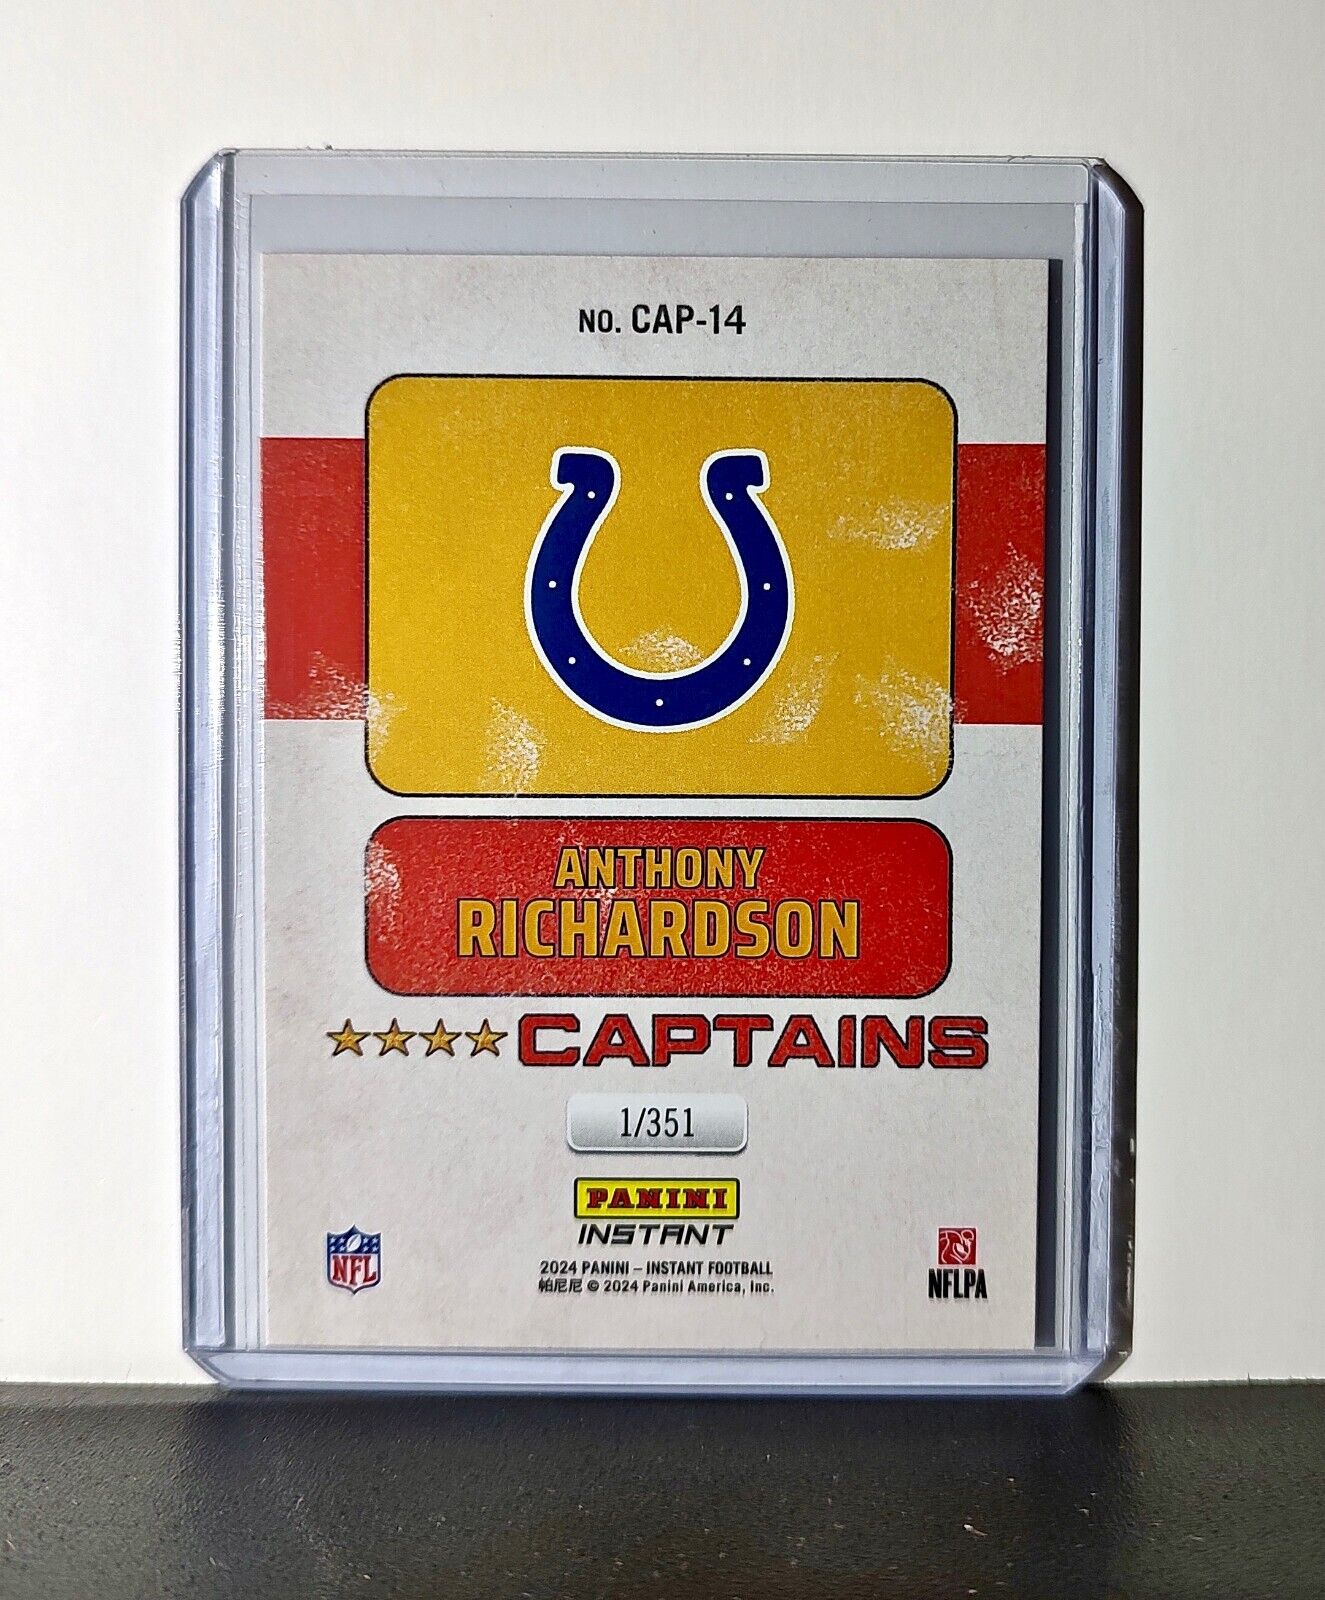 NO. CAP-14
ANTHONY
RICHARDSON
CAPTAINS
1/351
PANINI
INSTANT
NFL
NFLPA
2024 PANINI – INSTANT FOOTBALL
帕尼尼 © 2024 Panini America, Inc.